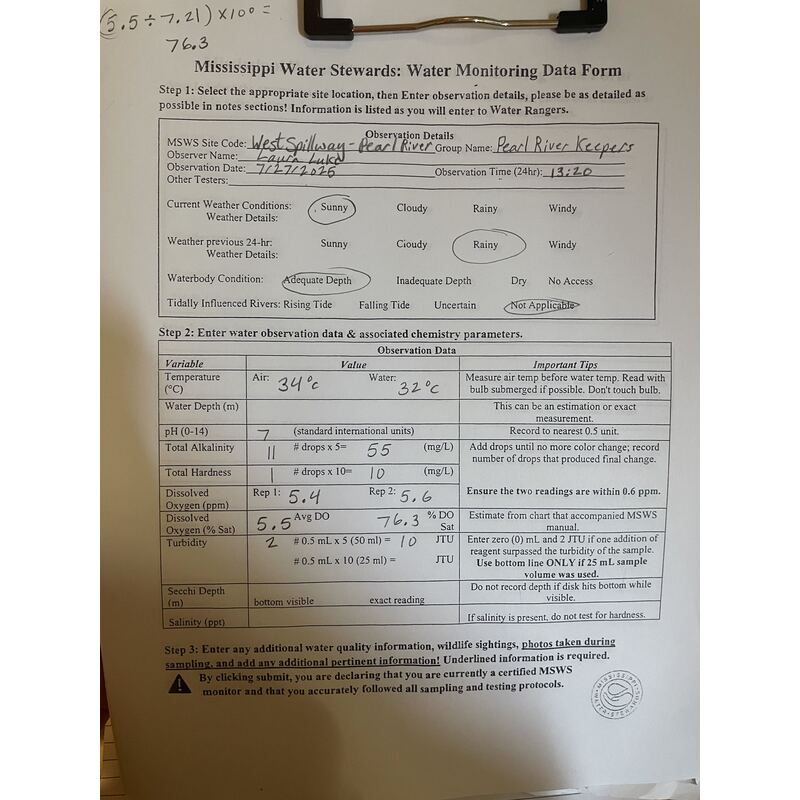 (5.5÷7.21)×100=
76.3
Mississippi Water Stewards: Water Monitoring Data Form
Step 1: Select the appropriate site location, then Enter observation details, please be as detailed as
possible in notes sections! Information is listed as you will enter to Water Rangers.
Observation Details
MSWS Site Code: West Spillway - Pearl River Group Name: Pearl River Keepers
Observer Name: Laura Luke
Observation Date: 7/27/2025 Observation Time (24hr): 13:20
Other Testers:
Current Weather Conditions: Sunny Cloudy Rainy Windy
Weather Details:
Weather previous 24-hr: Sunny Cloudy Rainy Windy
Weather Details:
Waterbody Condition: Adequate Depth Inadequate Depth Dry No Access
Tidally Influenced Rivers: Rising Tide Falling Tide Uncertain Not Applicable
Step 2: Enter water observation data & associated chemistry parameters.
Observation Data
Variable Value Important Tips
Temperature (°C) Air: 34°C Water: 32°C Measure air temp before water temp. Read with
bulb submerged if possible. Don't touch bulb.
Water Depth (m) This can be an estimation or exact
measurement.
pH (0-14) 7 (standard international units) Record to nearest 0.5 unit.
Total Alkalinity 11 # drops x 5= 55 (mg/L) Add drops until no more color change; record
number of drops that produced final change.
Total Hardness 1 # drops x 10= 10 (mg/L)
Dissolved Oxygen (ppm) Rep 1: 5.4 Rep 2: 5.6 Ensure the two readings are within 0.6 ppm.
Dissolved Oxygen (% Sat) 5.5 Avg DO 76.3 % DO Sat Estimate from chart that accompanied MSWS
manual.
Turbidity 2 # 0.5 mL x 5 (50 ml) = 10 JTU Enter zero (0) mL and 2 JTU if one addition of
reagent surpassed the turbidity of the sample.
# 0.5 mL x 10 (25 ml) = JTU Use bottom line ONLY if 25 mL sample
volume was used.
Secchi Depth (m) bottom visible exact reading Do not record depth if disk hits bottom while
visible.
Salinity (ppt) If salinity is present, do not test for hardness.
Step 3: Enter any additional water quality information, wildlife sightings, photos taken during
sampling, and add any additional pertinent information! Underlined information is required.
By clicking submit, you are declaring that you are currently a certified MSWS
monitor and that you accurately followed all sampling and testing protocols.
MISSISSIPPI WATER STEWARDS